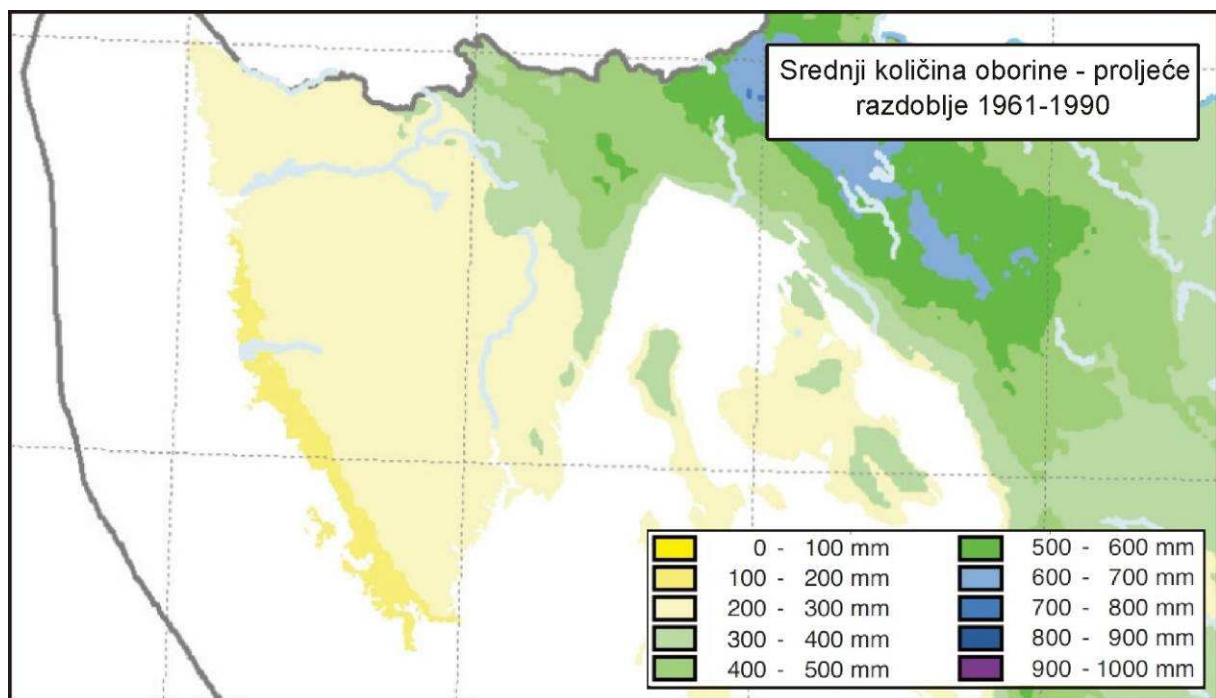 Srednji količina oborine - proljeće
razdoblje 1961-1990
0 - 100 mm
100 - 200 mm
200 - 300 mm
300 - 400 mm
400 - 500 mm
500 - 600 mm
600 - 700 mm
700 - 800 mm
800 - 900 mm
900 - 1000 mm